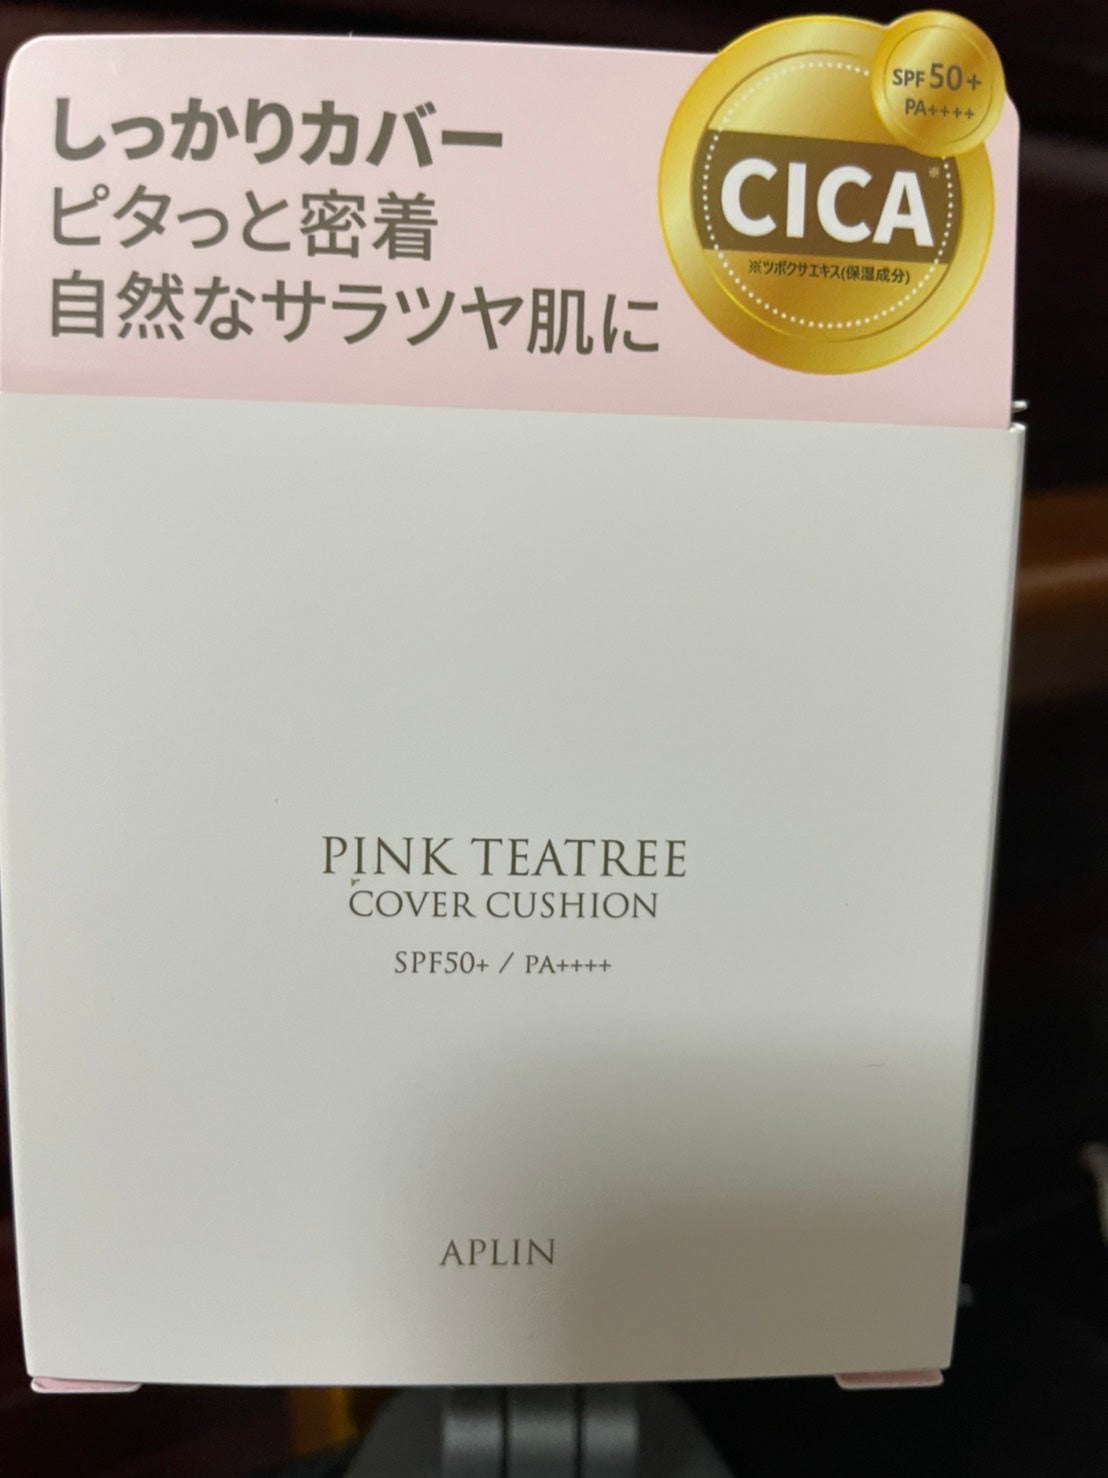 しっかりカバー
ピタっと密着
自然なサラツヤ肌に
SPF 50+
PA++++
CICA※
※ツボクサエキス(保湿成分)
PINK TEATREE
COVER CUSHION
SPF50+ / PA++++
APLIN